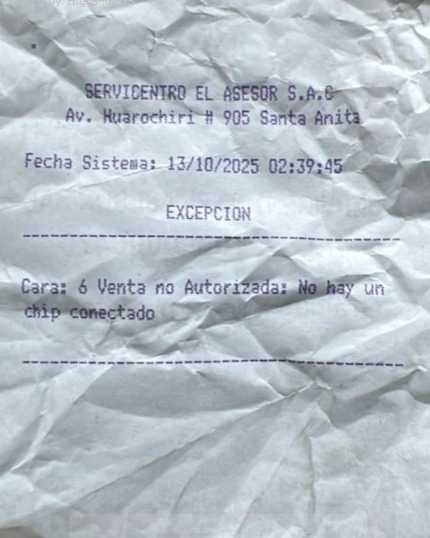 SERVICENTRO EL ASESOR S.A.C
Av. Huarochiri # 905 Santa Anita
Fecha Sistema: 13/10/2025 02:39:45
EXCEPCION
Cara: 6 Venta no Autorizada: No hay un
chip conectado